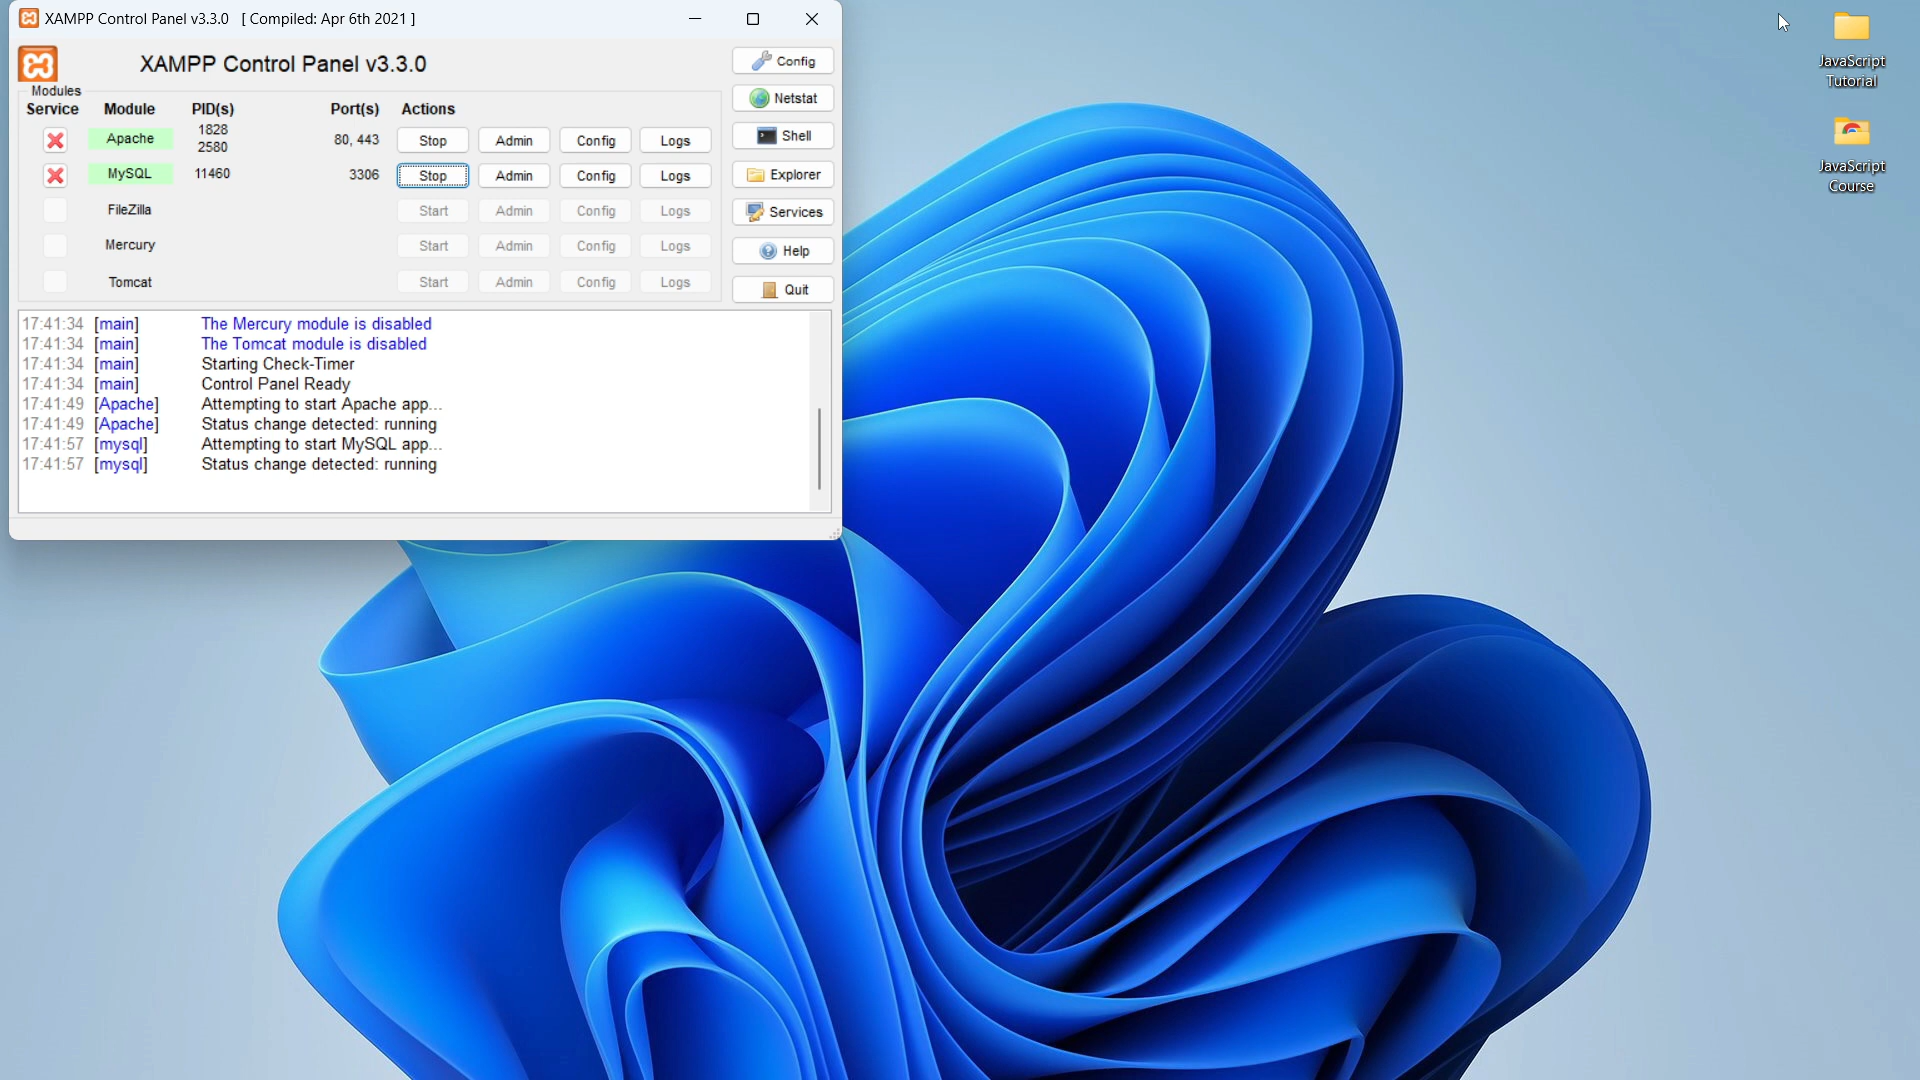 XAMPP Control Panel v3.3.0 [ Compiled: Apr 6th 2021 ]
XAMPP Control Panel v3.3.0
Config
Netstat
Shell
Explorer
Services
Help
Quit
Modules
Service Module PID(s) Port(s) Actions
Apache 1828 2580 80, 443 Stop Admin Config Logs
MySQL 11460 3306 Stop Admin Config Logs
FileZilla Start Admin Config Logs
Mercury Start Admin Config Logs
Tomcat Start Admin Config Logs
17:41:34 [main] The Mercury module is disabled
17:41:34 [main] The Tomcat module is disabled
17:41:34 [main] Starting Check-Timer
17:41:34 [main] Control Panel Ready
17:41:49 [Apache] Attempting to start Apache app...
17:41:49 [Apache] Status change detected: running
17:41:57 [mysql] Attempting to start MySQL app...
17:41:57 [mysql] Status change detected: running
JavaScript
Tutorial
JavaScript
Course